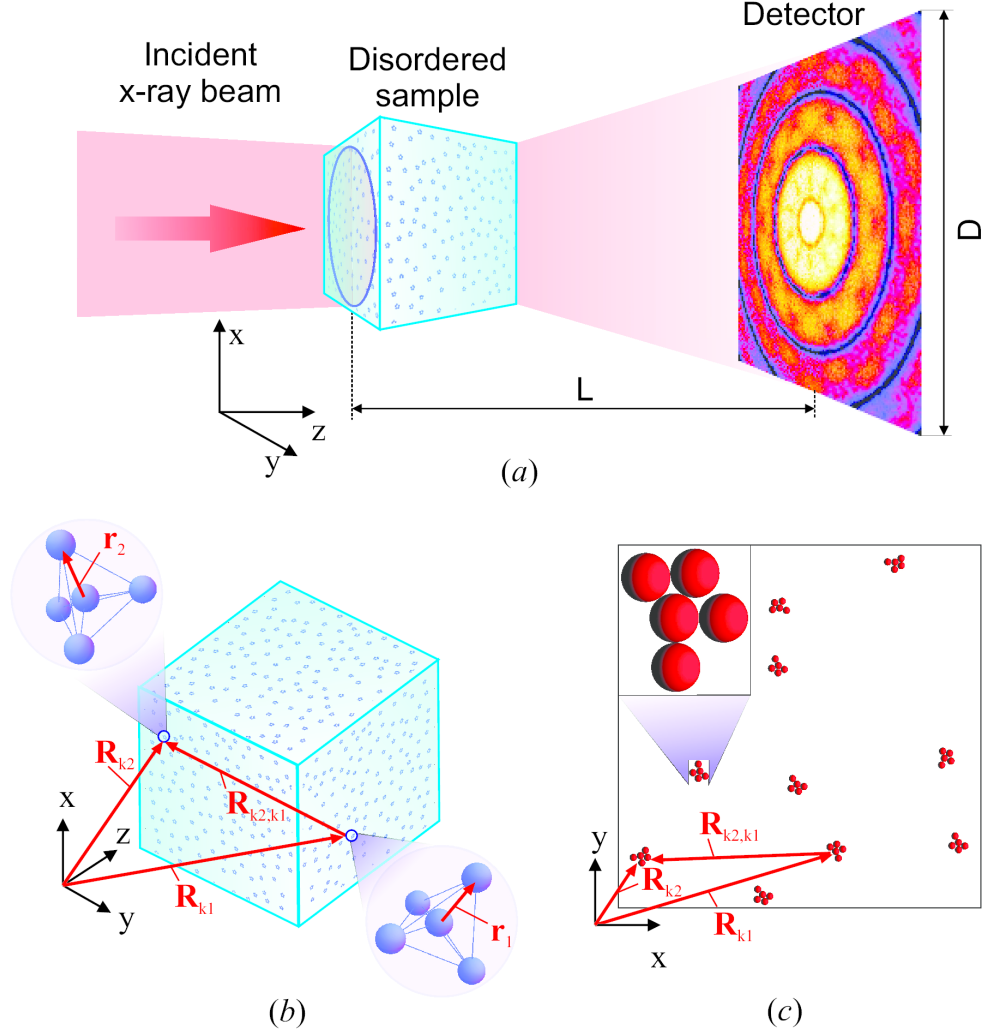 Incident
x-ray beam
Disordered
sample
Detector
D
x
z
y
L
(a)
r2
Rk2
Rk2,k1
Rk1
x
z
y
r1
(b)
Rk2,k1
Rk2
Rk1
y
x
(c)